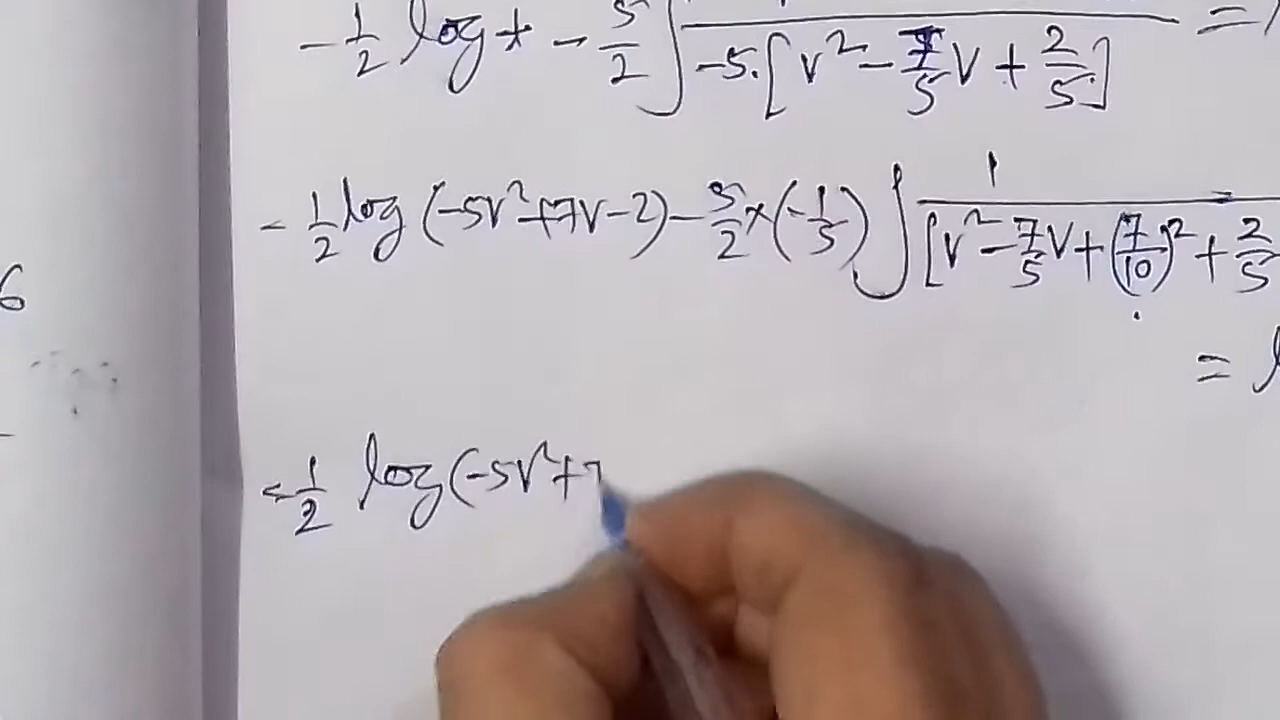 -1/2 log t - 5/2 ∫ 1/-5.[v² - 7/5 v + 2/5] =
6
- 1/2 log (-5v²+7v-2) - 5/2 × (-1/5) ∫ 1/[v² - 7/5 v + (7/10)² + 2/5
= l
-1/2 log(-5v²+7